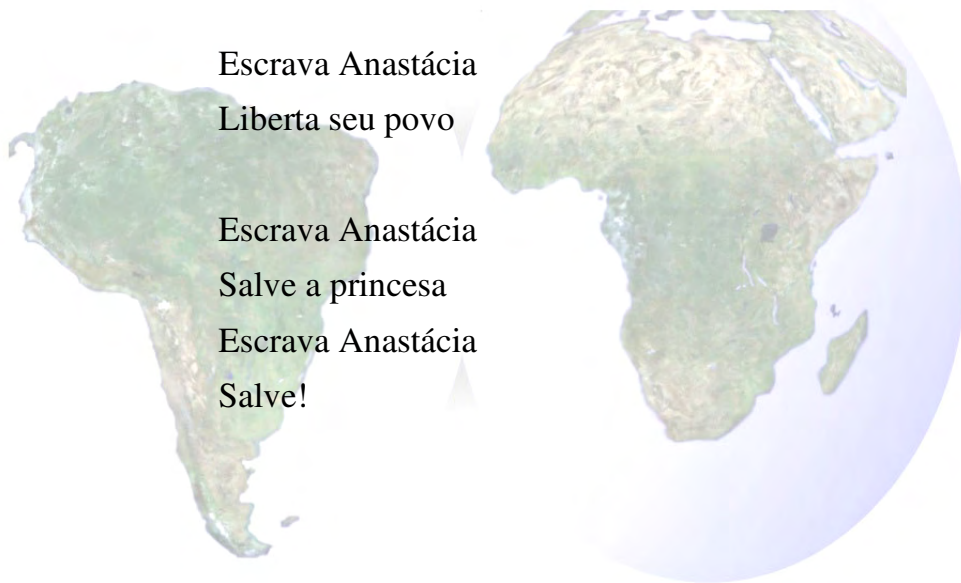 Escrava Anastácia
Liberta seu povo
Escrava Anastácia
Salve a princesa
Escrava Anastácia
Salve!